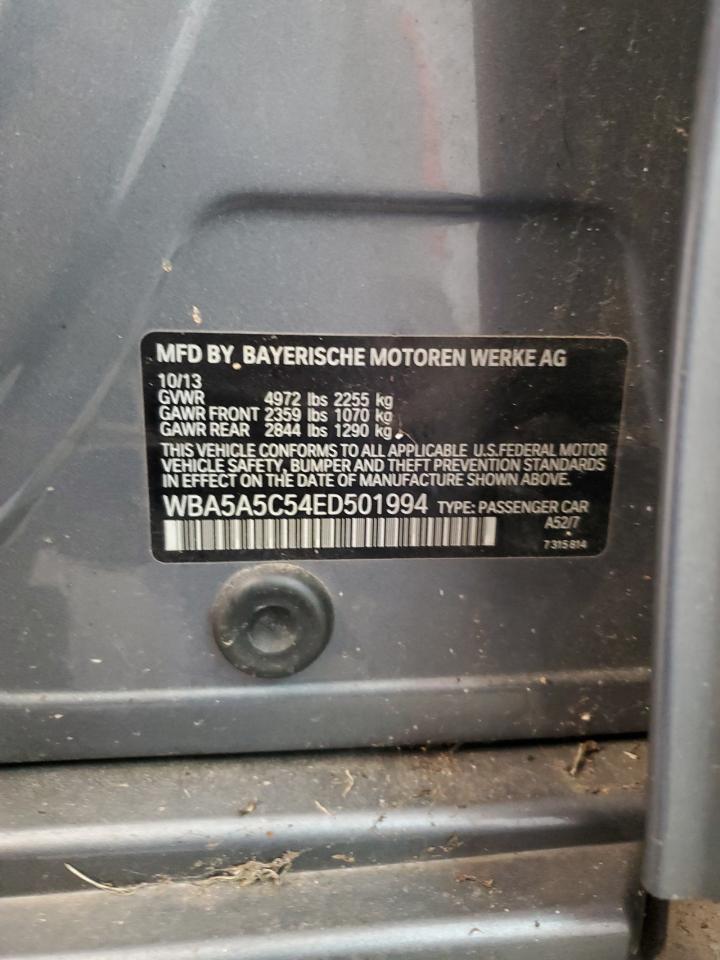 MFD BY BAYERISCHE MOTOREN WERKE AG
10/13
GVWR 4972 lbs 2255 kg
GAWR FRONT 2359 lbs 1070 kg
GAWR REAR 2844 lbs 1290 kg
THIS VEHICLE CONFORMS TO ALL APPLICABLE U.S.FEDERAL MOTOR
VEHICLE SAFETY, BUMPER AND THEFT PREVENTION STANDARDS
IN EFFECT ON THE DATE OF MANUFACTURE SHOWN ABOVE.
WBA5A5C54ED501994 TYPE: PASSENGER CAR
A52/7
7315814